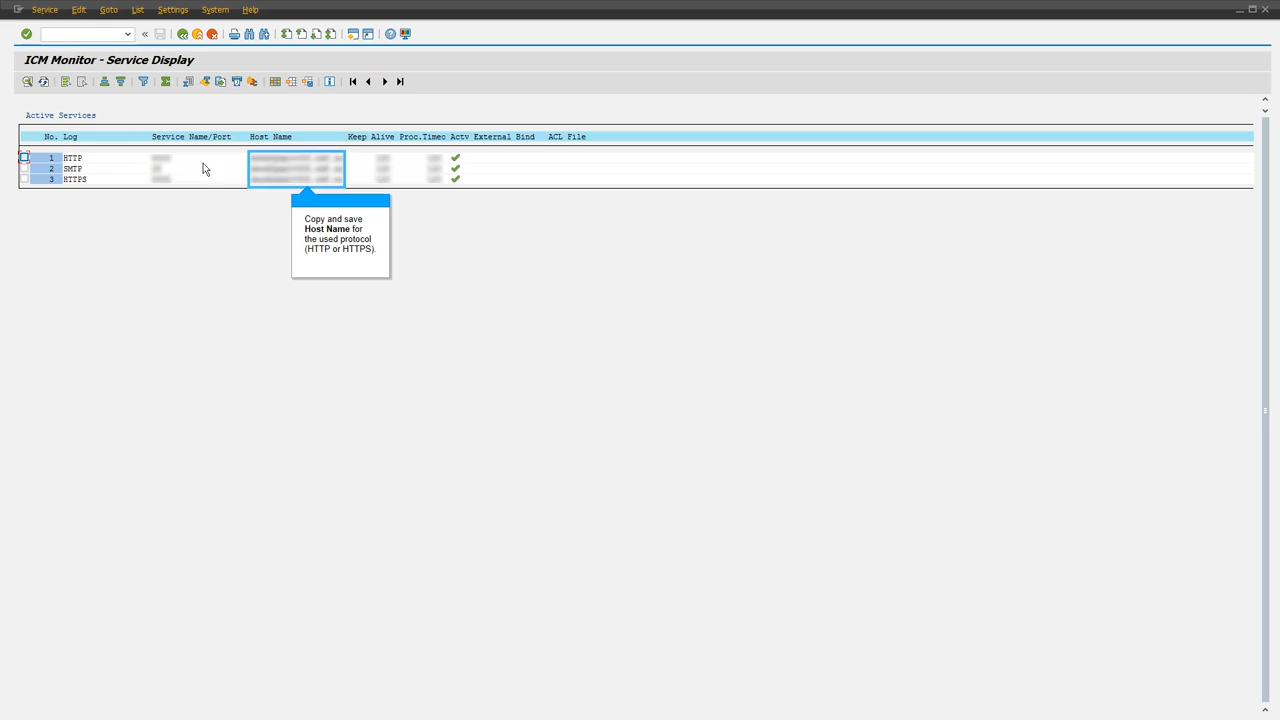 Service Edit Goto List Settings System Help
ICM Monitor - Service Display
Active Services
No. Log Service Name/Port Host Name Keep Alive Proc.Timeo Actv External Bind ACL File
1 HTTP
2 SMTP
3 HTTPS
Copy and save
Host Name for
the used protocol
(HTTP or HTTPS).